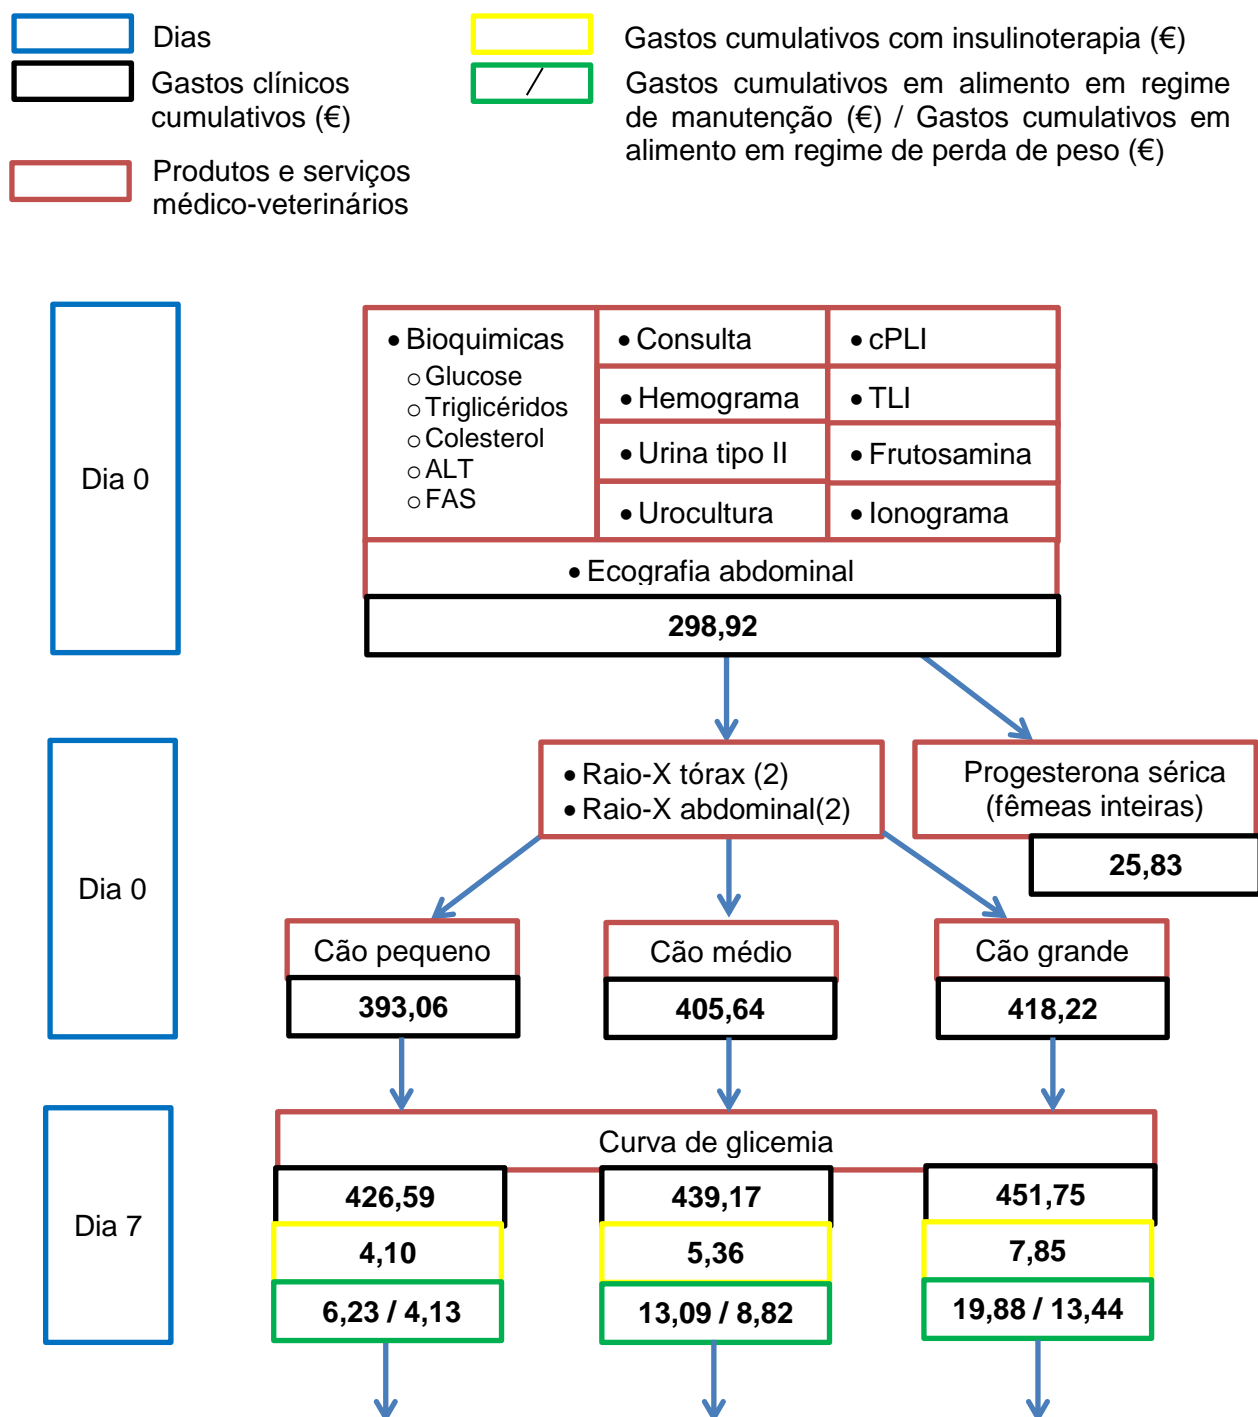 Dias
Gastos clínicos
cumulativos (€)
Produtos e serviços
médico-veterinários
Gastos cumulativos com insulinoterapia (€)
/
Gastos cumulativos em alimento em regime
de manutenção (€) / Gastos cumulativos em
alimento em regime de perda de peso (€)
Dia 0
• Bioquimicas
○ Glucose
○ Triglicéridos
○ Colesterol
○ ALT
○ FAS
• Consulta
• Hemograma
• Urina tipo II
• Urocultura
• cPLI
• TLI
• Frutosamina
• Ionograma
• Ecografia abdominal
298,92
Dia 0
• Raio-X tórax (2)
• Raio-X abdominal(2)
Progesterona sérica
(fêmeas inteiras)
25,83
Cão pequeno
393,06
Cão médio
405,64
Cão grande
418,22
Dia 7
Curva de glicemia
426,59
439,17
451,75
4,10
5,36
7,85
6,23 / 4,13
13,09 / 8,82
19,88 / 13,44